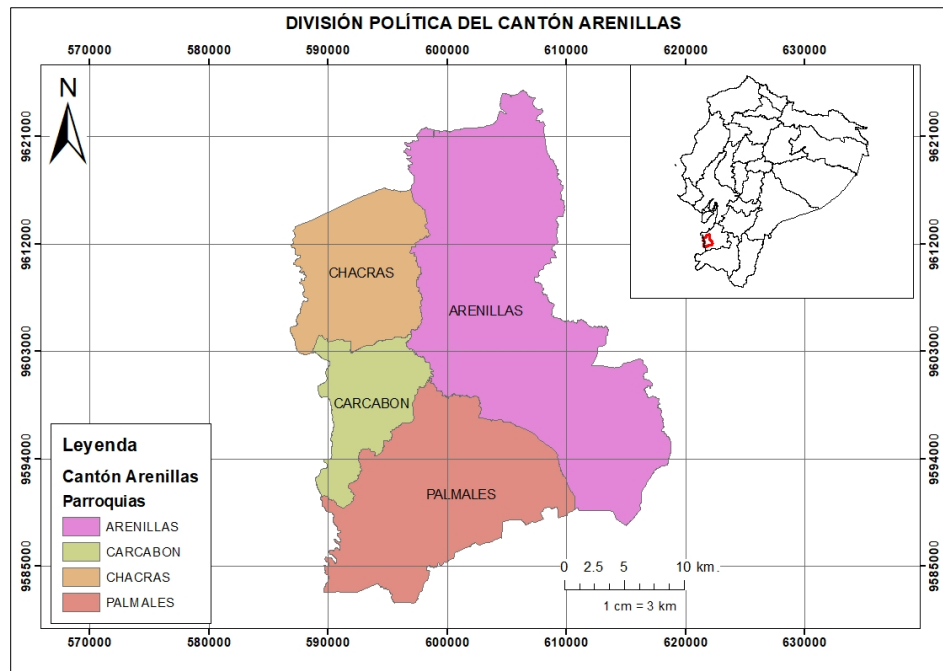 DIVISIÓN POLÍTICA DEL CANTÓN ARENILLAS
570000 580000 590000 600000 610000 620000 630000
N
9621000 9621000
9612000 9612000
CHACRAS
ARENILLAS
9603000 9603000
CARCABON
Leyenda
Cantón Arenillas
Parroquias
ARENILLAS
CARCABON
CHACRAS
PALMALES
9594000 9594000
PALMALES
9585000 9585000
0 2.5 5 10 km.
1 cm = 3 km
570000 580000 590000 600000 610000 620000 630000